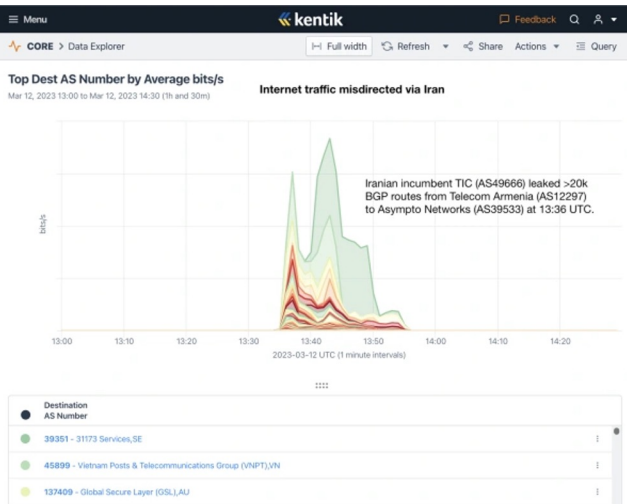 Menu
kentik
Feedback
CORE > Data Explorer
Full width
Refresh
Share
Actions
Query
Top Dest AS Number by Average bits/s
Mar 12, 2023 13:00 to Mar 12, 2023 14:30 (1h and 30m)
Internet traffic misdirected via Iran
Iranian incumbent TIC (AS49666) leaked >20k
BGP routes from Telecom Armenia (AS12297)
to Asympto Networks (AS39533) at 13:36 UTC.
bits/s
13:00 13:10 13:20 13:30 13:40 13:50 14:00 14:10 14:20
2023-03-12 UTC (1 minute intervals)
Destination
AS Number
39351 - 31173 Services,SE
45899 - Vietnam Posts & Telecommunications Group (VNPT),VN
137409 - Global Secure Layer (GSL),AU